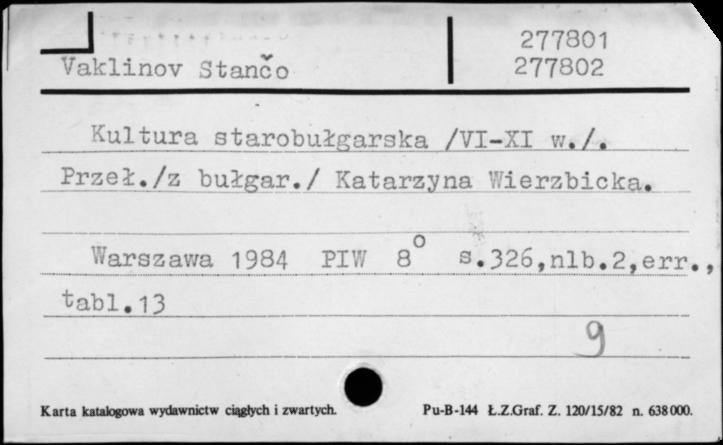 277801
Vaklinov Stančo 277802
Kultura starobułgarska /VI-XI w./.
Przeł./z bułgar./ Katarzyna Wierzbicka.
Warszawa 1984 PIW 8° s.326,nlb.2,err.,
tabl.13
9
Karta katalogowa wydawnictw ciągłych i zwartych. Pu-B-144 Ł.Z.Graf. Z. 120/15/82 n. 638000.